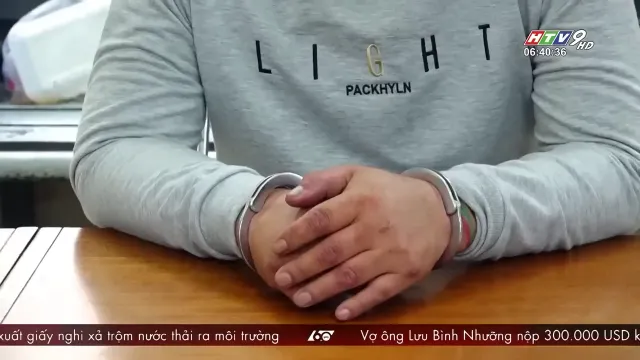 LIGHT
PACKHYLN
HTV9 HD
06:40:36
xuất giấy nghi xả trộm nước thải ra môi trường 60 Vợ ông Lưu Bình Nhưỡng nộp 300.000 USD k